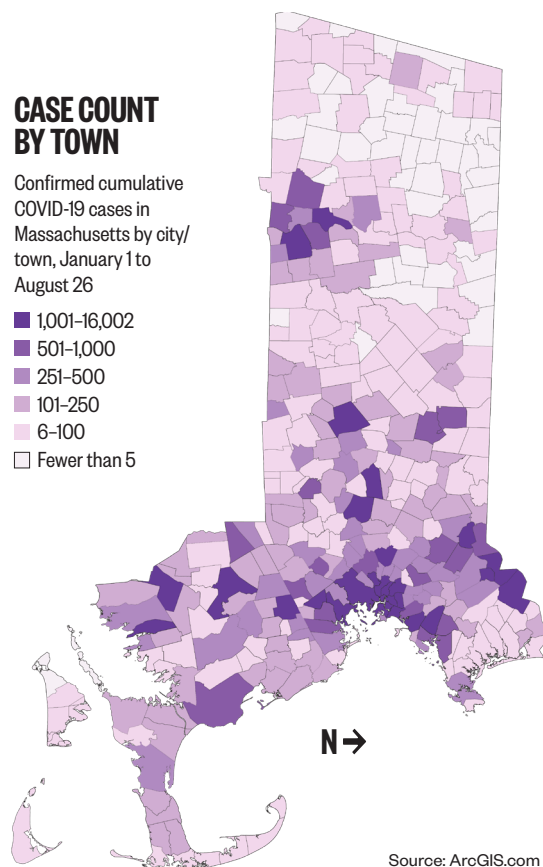 CASE COUNT
BY TOWN
Confirmed cumulative
COVID-19 cases in
Massachusetts by city/
town, January 1 to
August 26
1,001–16,002
501–1,000
251–500
101–250
6–100
Fewer than 5
N→
Source: ArcGIS.com